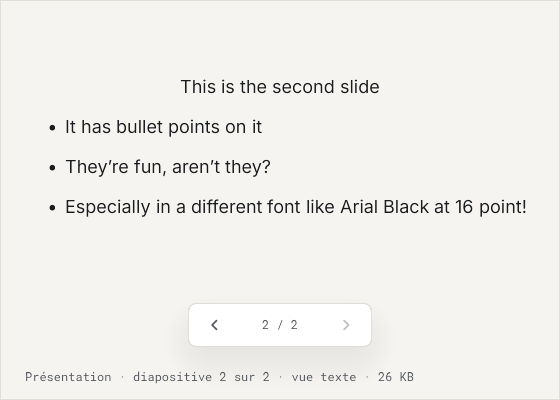 This is the second slide
• It has bullet points on it
• They’re fun, aren’t they?
• Especially in a different font like Arial Black at 16 point!
2 / 2
Présentation · diapositive 2 sur 2 · vue texte · 26 KB